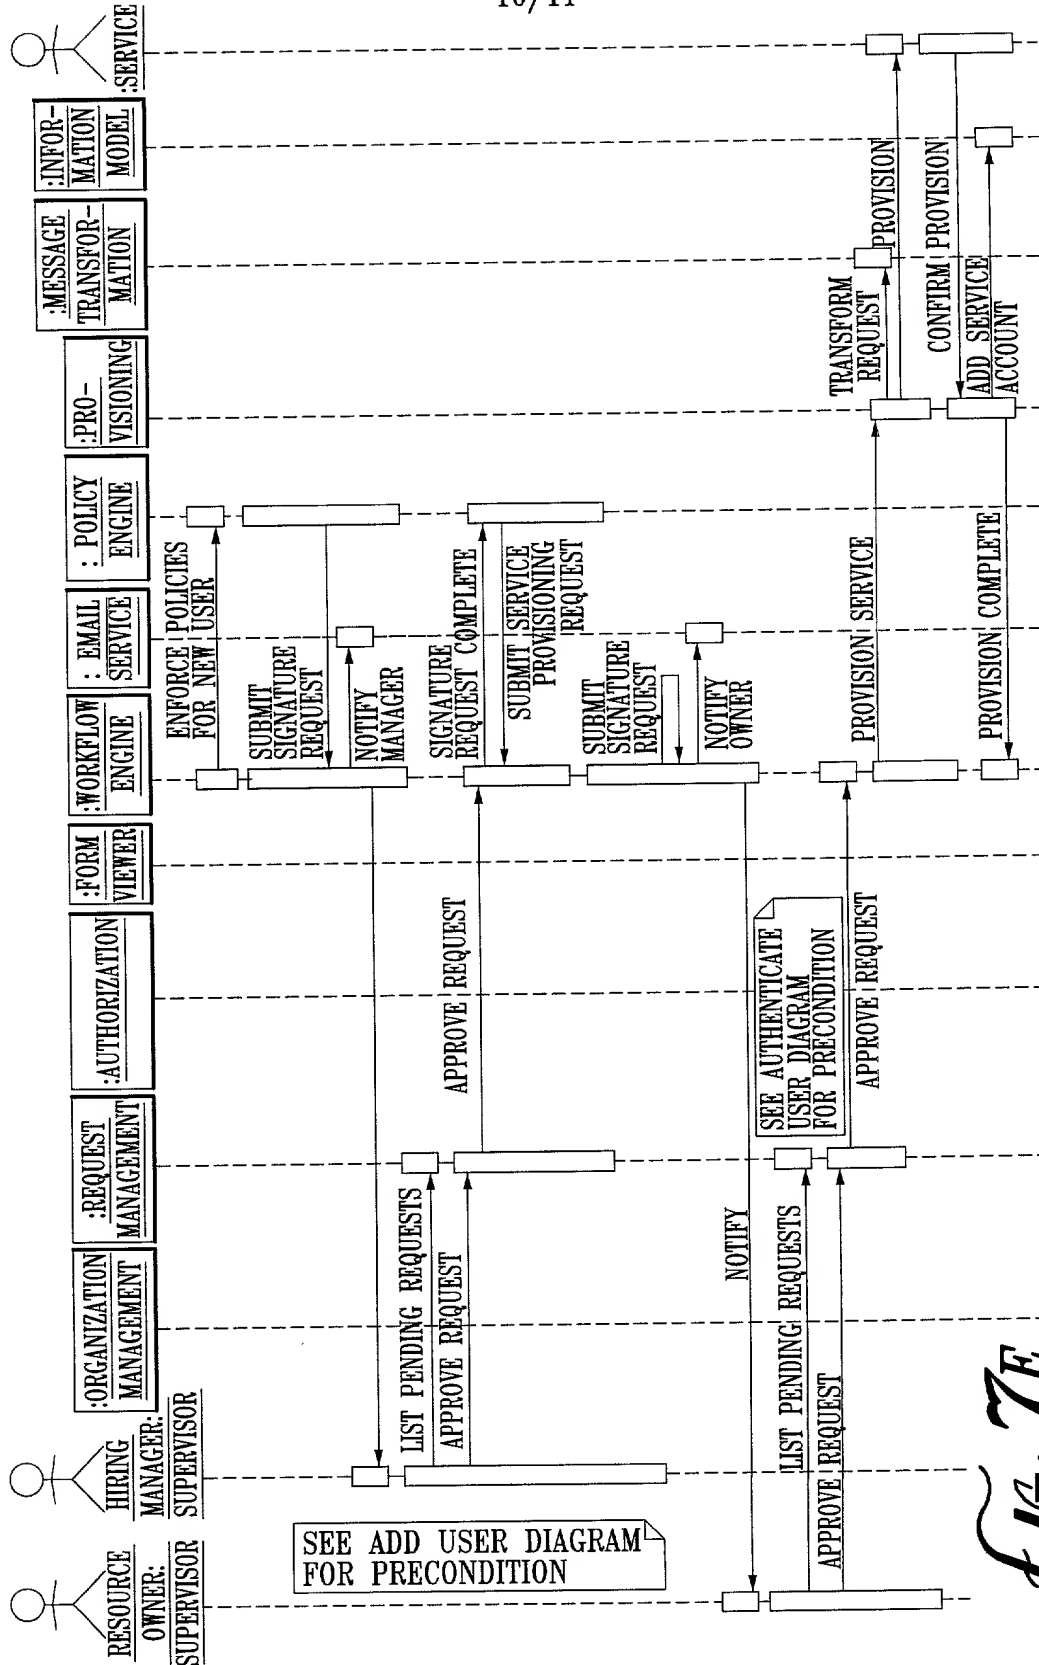 10/11
RESOURCE
OWNER:
SUPERVISOR
HIRING
MANAGER:
SUPERVISOR
:ORGANIZATION
MANAGEMENT
:REQUEST
MANAGEMENT
:AUTHORIZATION
:FORM
VIEWER
:WORKFLOW
ENGINE
: EMAIL
SERVICE
: POLICY
ENGINE
:PRO-
VISIONING
:MESSAGE
TRANSFOR-
MATION
:INFOR-
MATION
MODEL
:SERVICE
ENFORCE POLICIES
FOR NEW USER
SUBMIT
SIGNATURE
REQUEST
NOTIFY
MANAGER
SEE ADD USER DIAGRAM
FOR PRECONDITION
LIST PENDING REQUESTS
APPROVE REQUEST
APPROVE REQUEST
SIGNATURE
REQUEST COMPLETE
SUBMIT SERVICE
PROVISIONING
REQUEST
SUBMIT
SIGNATURE
REQUEST
NOTIFY
OWNER
NOTIFY
SEE AUTHENTICATE
USER DIAGRAM
FOR PRECONDITION
LIST PENDING REQUESTS
APPROVE REQUEST
APPROVE REQUEST
PROVISION SERVICE
TRANSFORM
REQUEST
PROVISION
CONFIRM PROVISION
ADD SERVICE
ACCOUNT
PROVISION COMPLETE
FIG. 7E